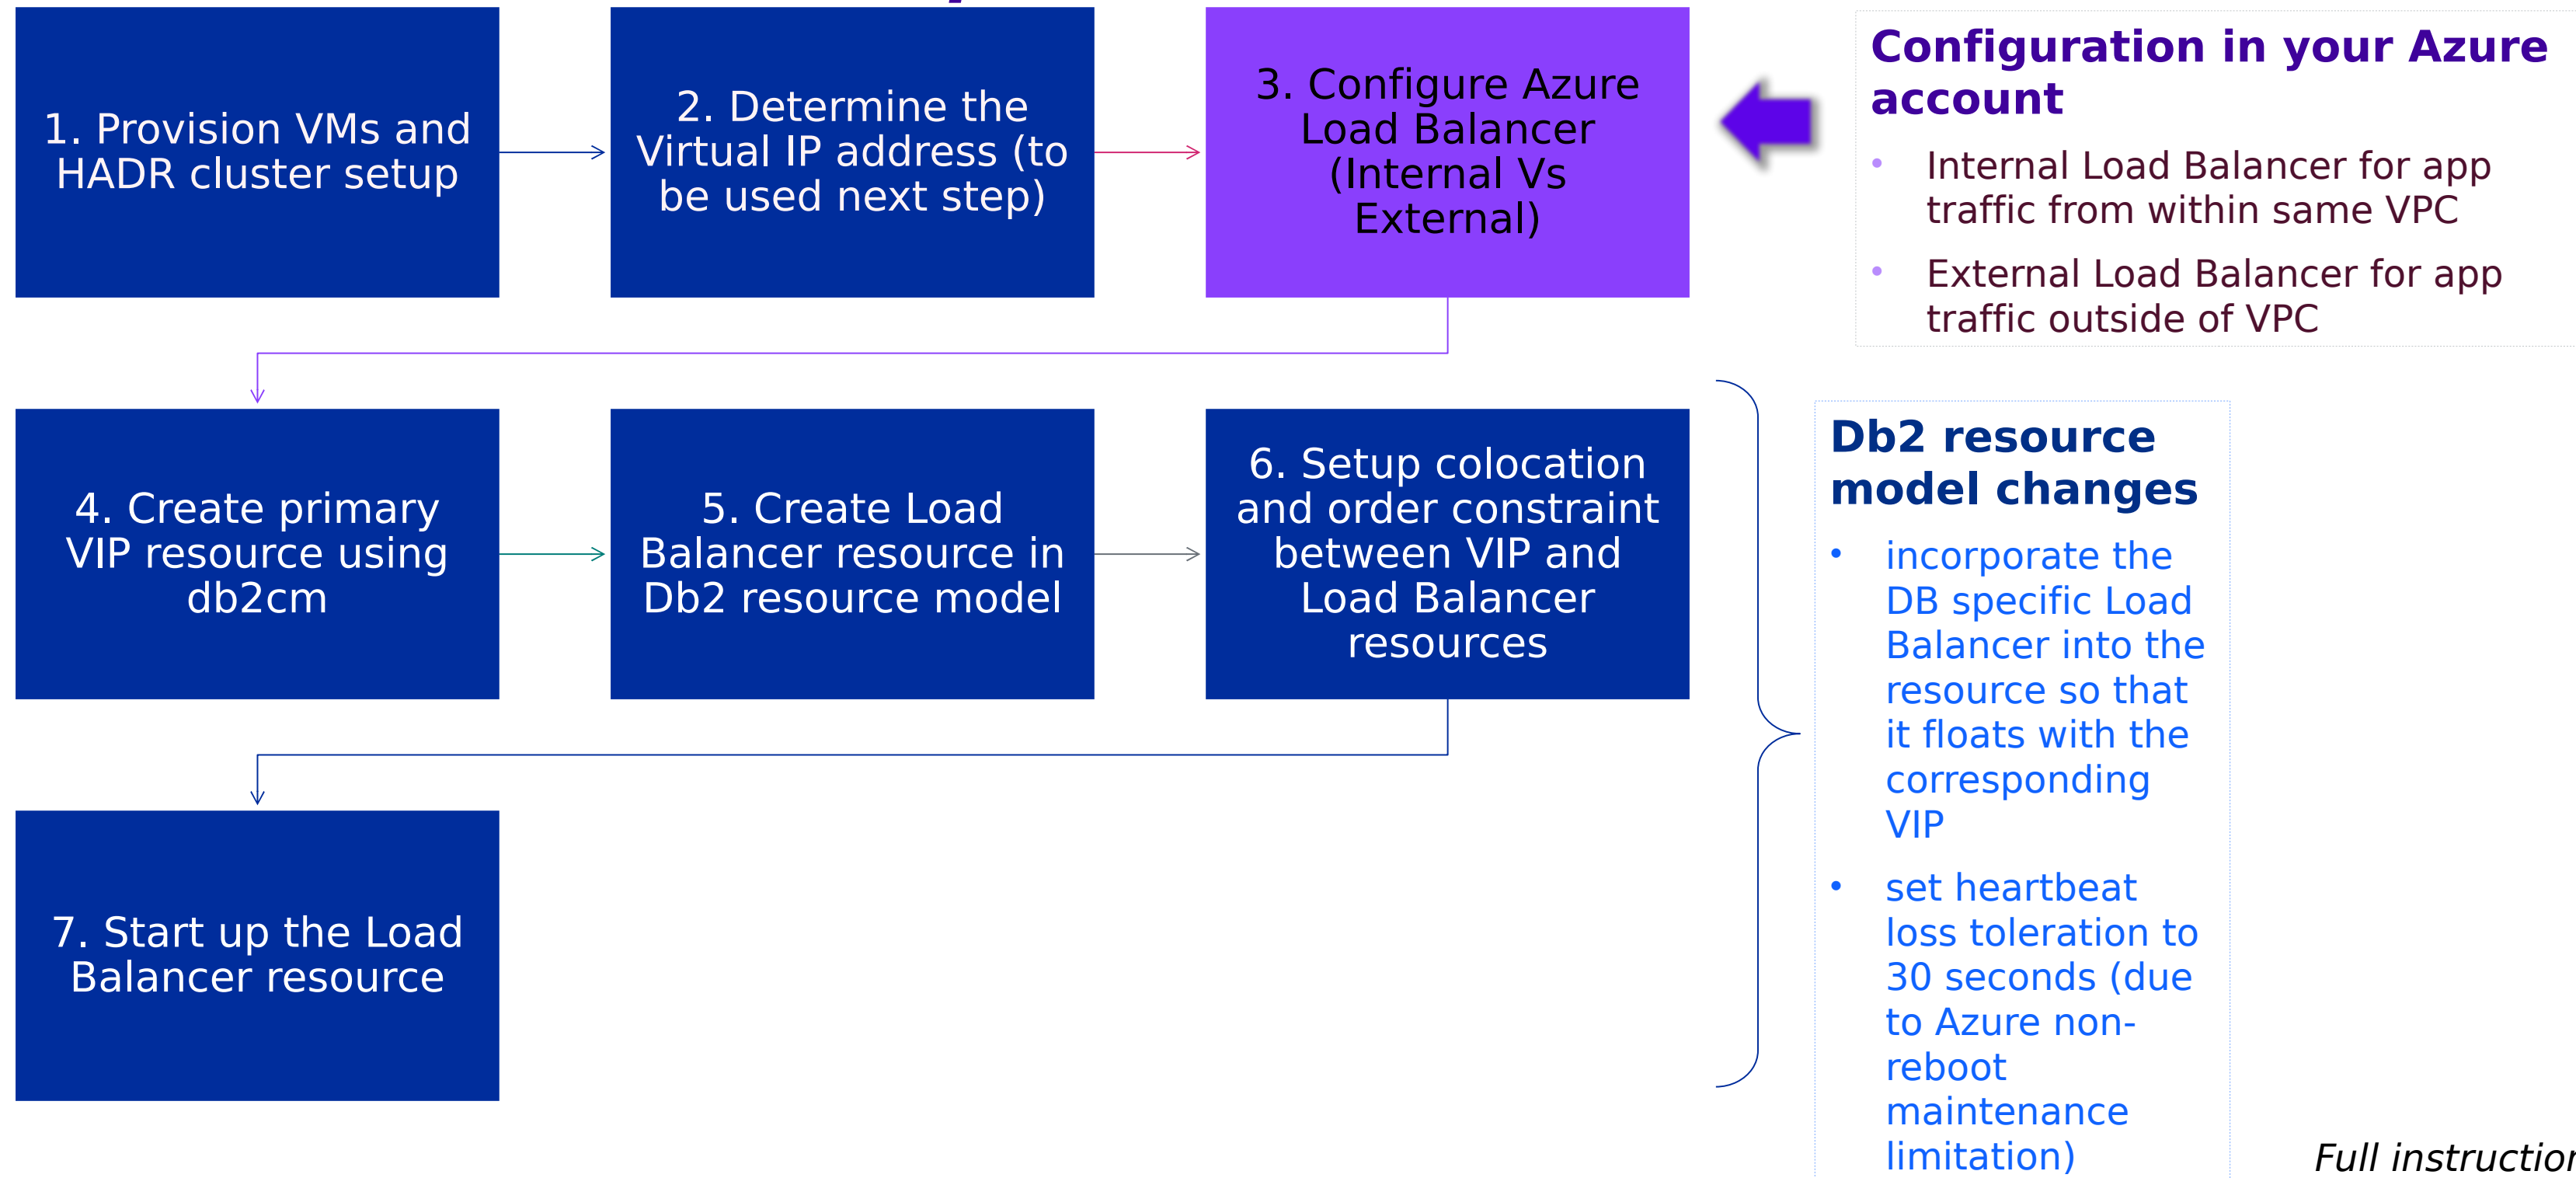 1. Provision VMs and
HADR cluster setup
2. Determine the
Virtual IP address (to
be used next step)
3. Configure Azure
Load Balancer
(Internal Vs
External)
Configuration in your Azure
account
• Internal Load Balancer for app
traffic from within same VPC
• External Load Balancer for app
traffic outside of VPC
4. Create primary
VIP resource using
db2cm
5. Create Load
Balancer resource in
Db2 resource model
6. Setup colocation
and order constraint
between VIP and
Load Balancer
resources
7. Start up the Load
Balancer resource
Db2 resource
model changes
• incorporate the
DB specific Load
Balancer into the
resource so that
it floats with the
corresponding
VIP
• set heartbeat
loss toleration to
30 seconds (due
to Azure non-
reboot
maintenance
limitation)
Full instruction